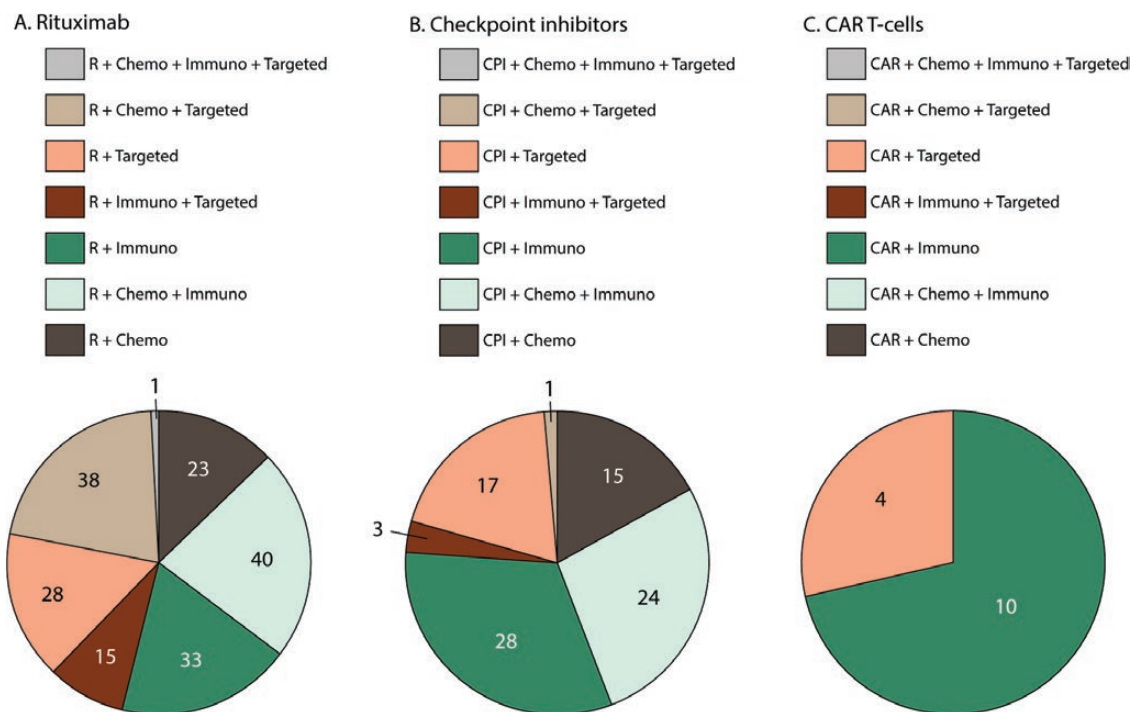 A. Rituximab
R + Chemo + Immuno + Targeted
R + Chemo + Targeted
R + Targeted
R + Immuno + Targeted
R + Immuno
R + Chemo + Immuno
R + Chemo
1
23
40
33
15
28
38
B. Checkpoint inhibitors
CPI + Chemo + Immuno + Targeted
CPI + Chemo + Targeted
CPI + Targeted
CPI + Immuno + Targeted
CPI + Immuno
CPI + Chemo + Immuno
CPI + Chemo
1
15
24
28
3
17
C. CAR T-cells
CAR + Chemo + Immuno + Targeted
CAR + Chemo + Targeted
CAR + Targeted
CAR + Immuno + Targeted
CAR + Immuno
CAR + Chemo + Immuno
CAR + Chemo
4
10